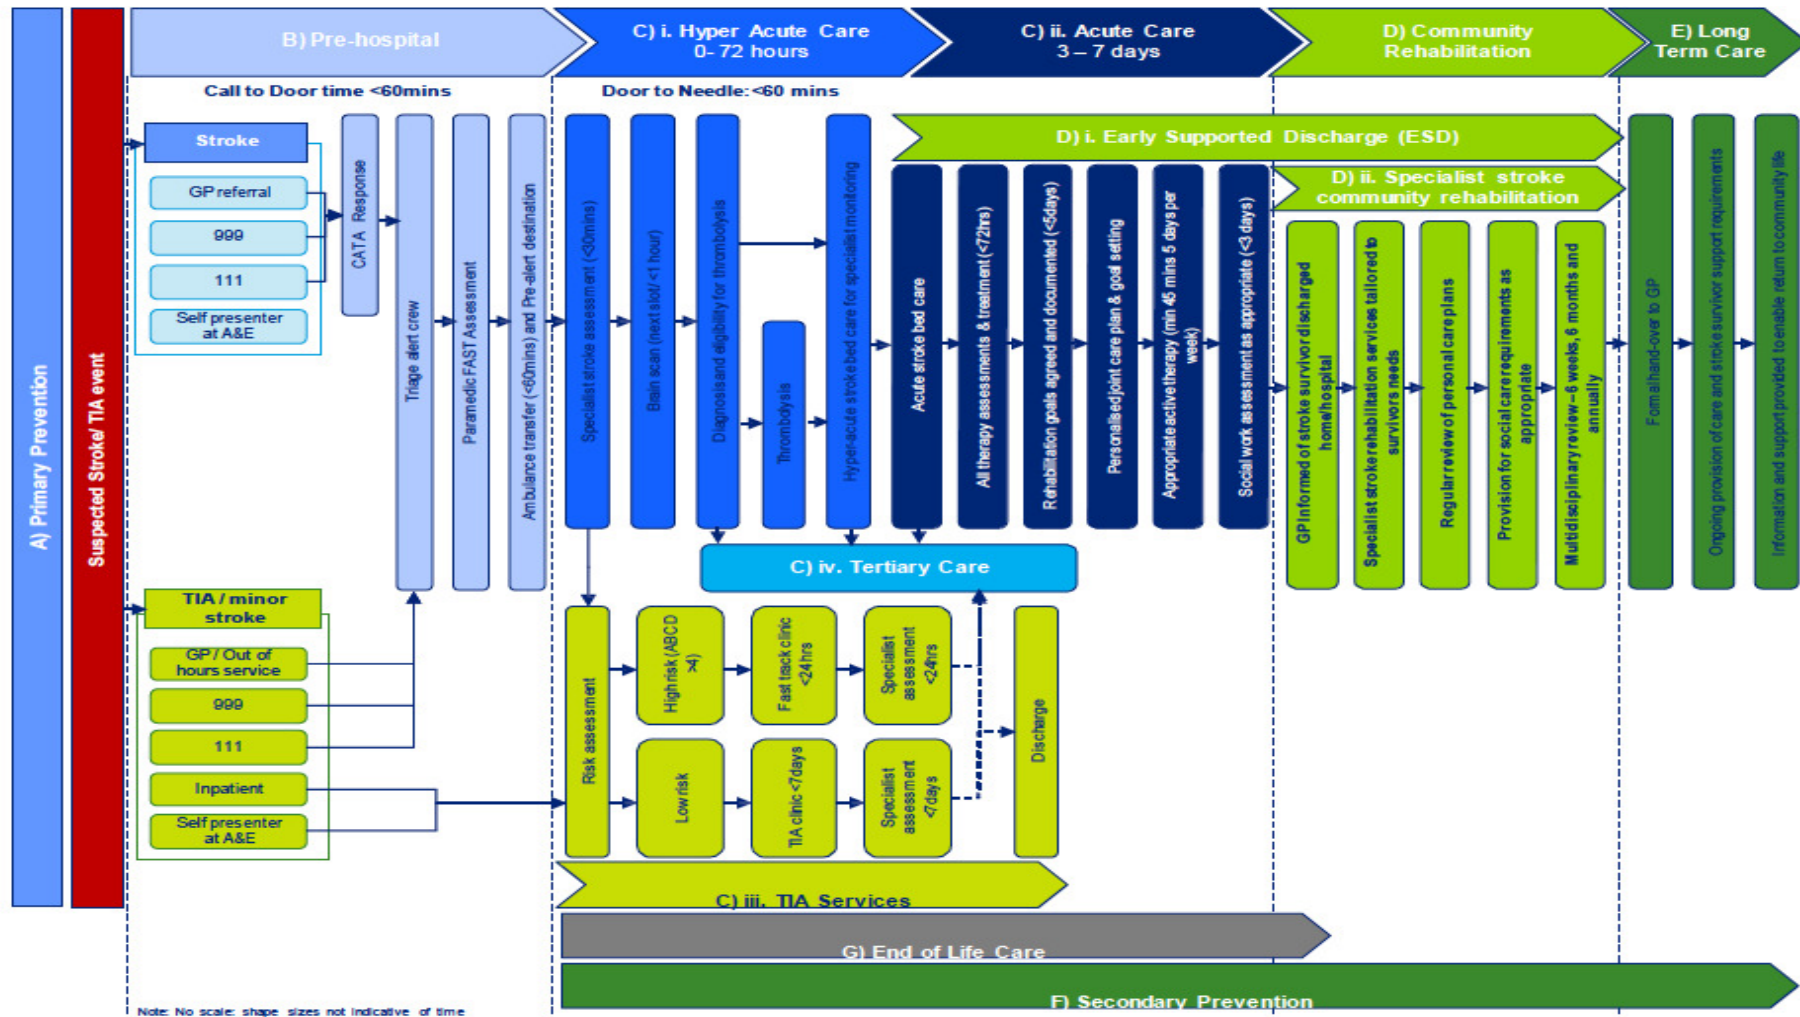 B) Pre-hospital
C) i. Hyper Acute Care
0- 72 hours
C) ii. Acute Care
3 – 7 days
D) Community
Rehabilitation
E) Long
Term Care
Call to Door time <60mins
Door to Needle: <60 mins
A) Primary Prevention
Suspected Stroke/ TIA event
Stroke
GP referral
999
111
Self presenter
at A&E
CATA Response
Triage alert crew
Paramedic FAST Assessment
Ambulance transfer (<60mins) and Pre-alert destination
Specialist stroke assessment (<30mins)
Brain scan (next slot/ <1 hour)
Diagnosis and eligibility for thrombolysis
Thrombolysis
Hyper-acute stroke bed care for specialist monitoring
D) i. Early Supported Discharge (ESD)
Acute stroke bed care
All therapy assessments & treatment (<72hrs)
Rehabilitation goals agreed and documented (<5days)
Personalised joint care plan & goal setting
Appropriate active therapy (min 45 mins 5 days per
week)
Social work assessment as appropriate (<3 days)
D) ii. Specialist stroke
community rehabilitation
GP informed of stroke survivor discharged
home/hospital
Specialist stroke rehabilitation services tailored to
survivors needs
Regular review of personal care plans
Provision for social care requirements as
appropriate
Multidisciplinary review – 6 weeks, 6 months and
annually
Formal hand-over to GP
Ongoing provision of care and stroke survivor support requirements
Information and support provided to enable return to community life
C) iv. Tertiary Care
TIA / minor
stroke
GP / Out of
hours service
999
111
Inpatient
Self presenter
at A&E
Risk assessment
High risk (ABCD
>4)
Fast track clinic
<24hrs
Specialist
assessment
<24hrs
Low risk
TIA clinic <7days
Specialist
assessment
<7days
Discharge
C) iii. TIA Services
G) End of Life Care
F) Secondary Prevention
Note: No scale; shape sizes not indicative of time